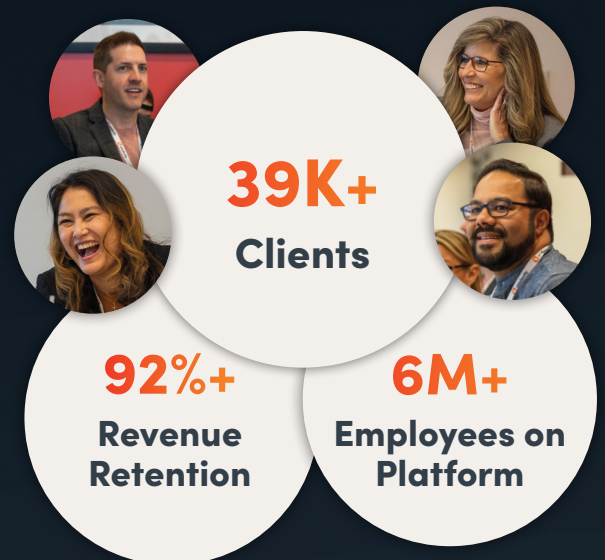 39K+
Clients
92%+
Revenue
Retention
6M+
Employees on
Platform